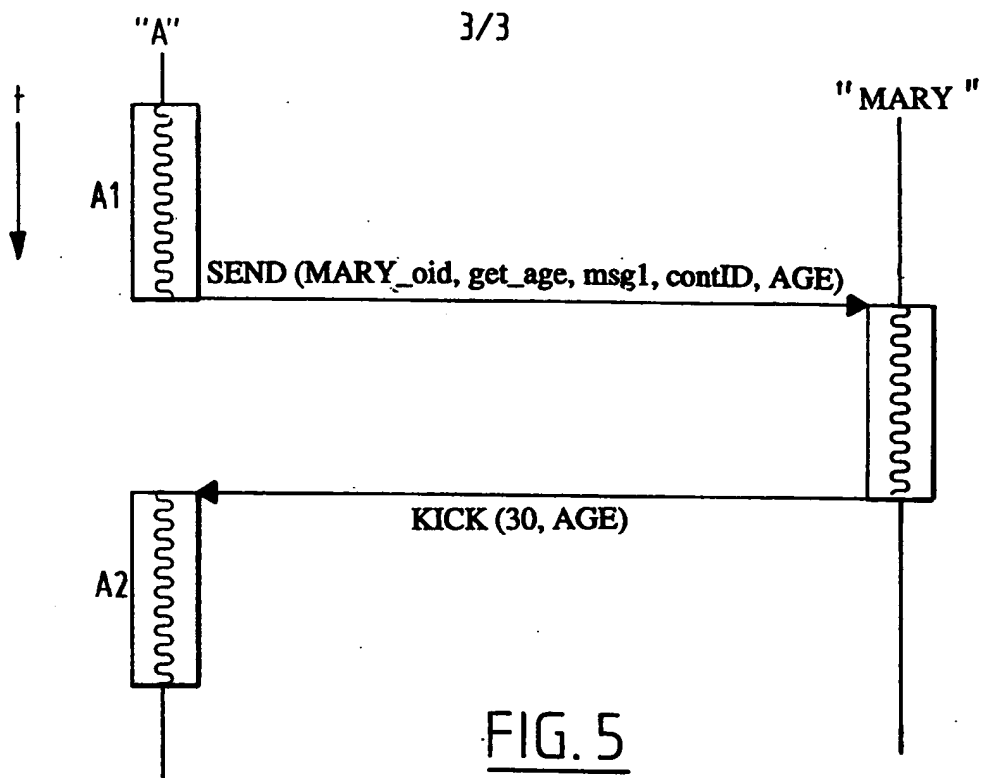 3/3
"A"
t
"MARY"
A1
SEND (MARY_oid, get_age, msg1, contID, AGE)
KICK (30, AGE)
A2
FIG. 5